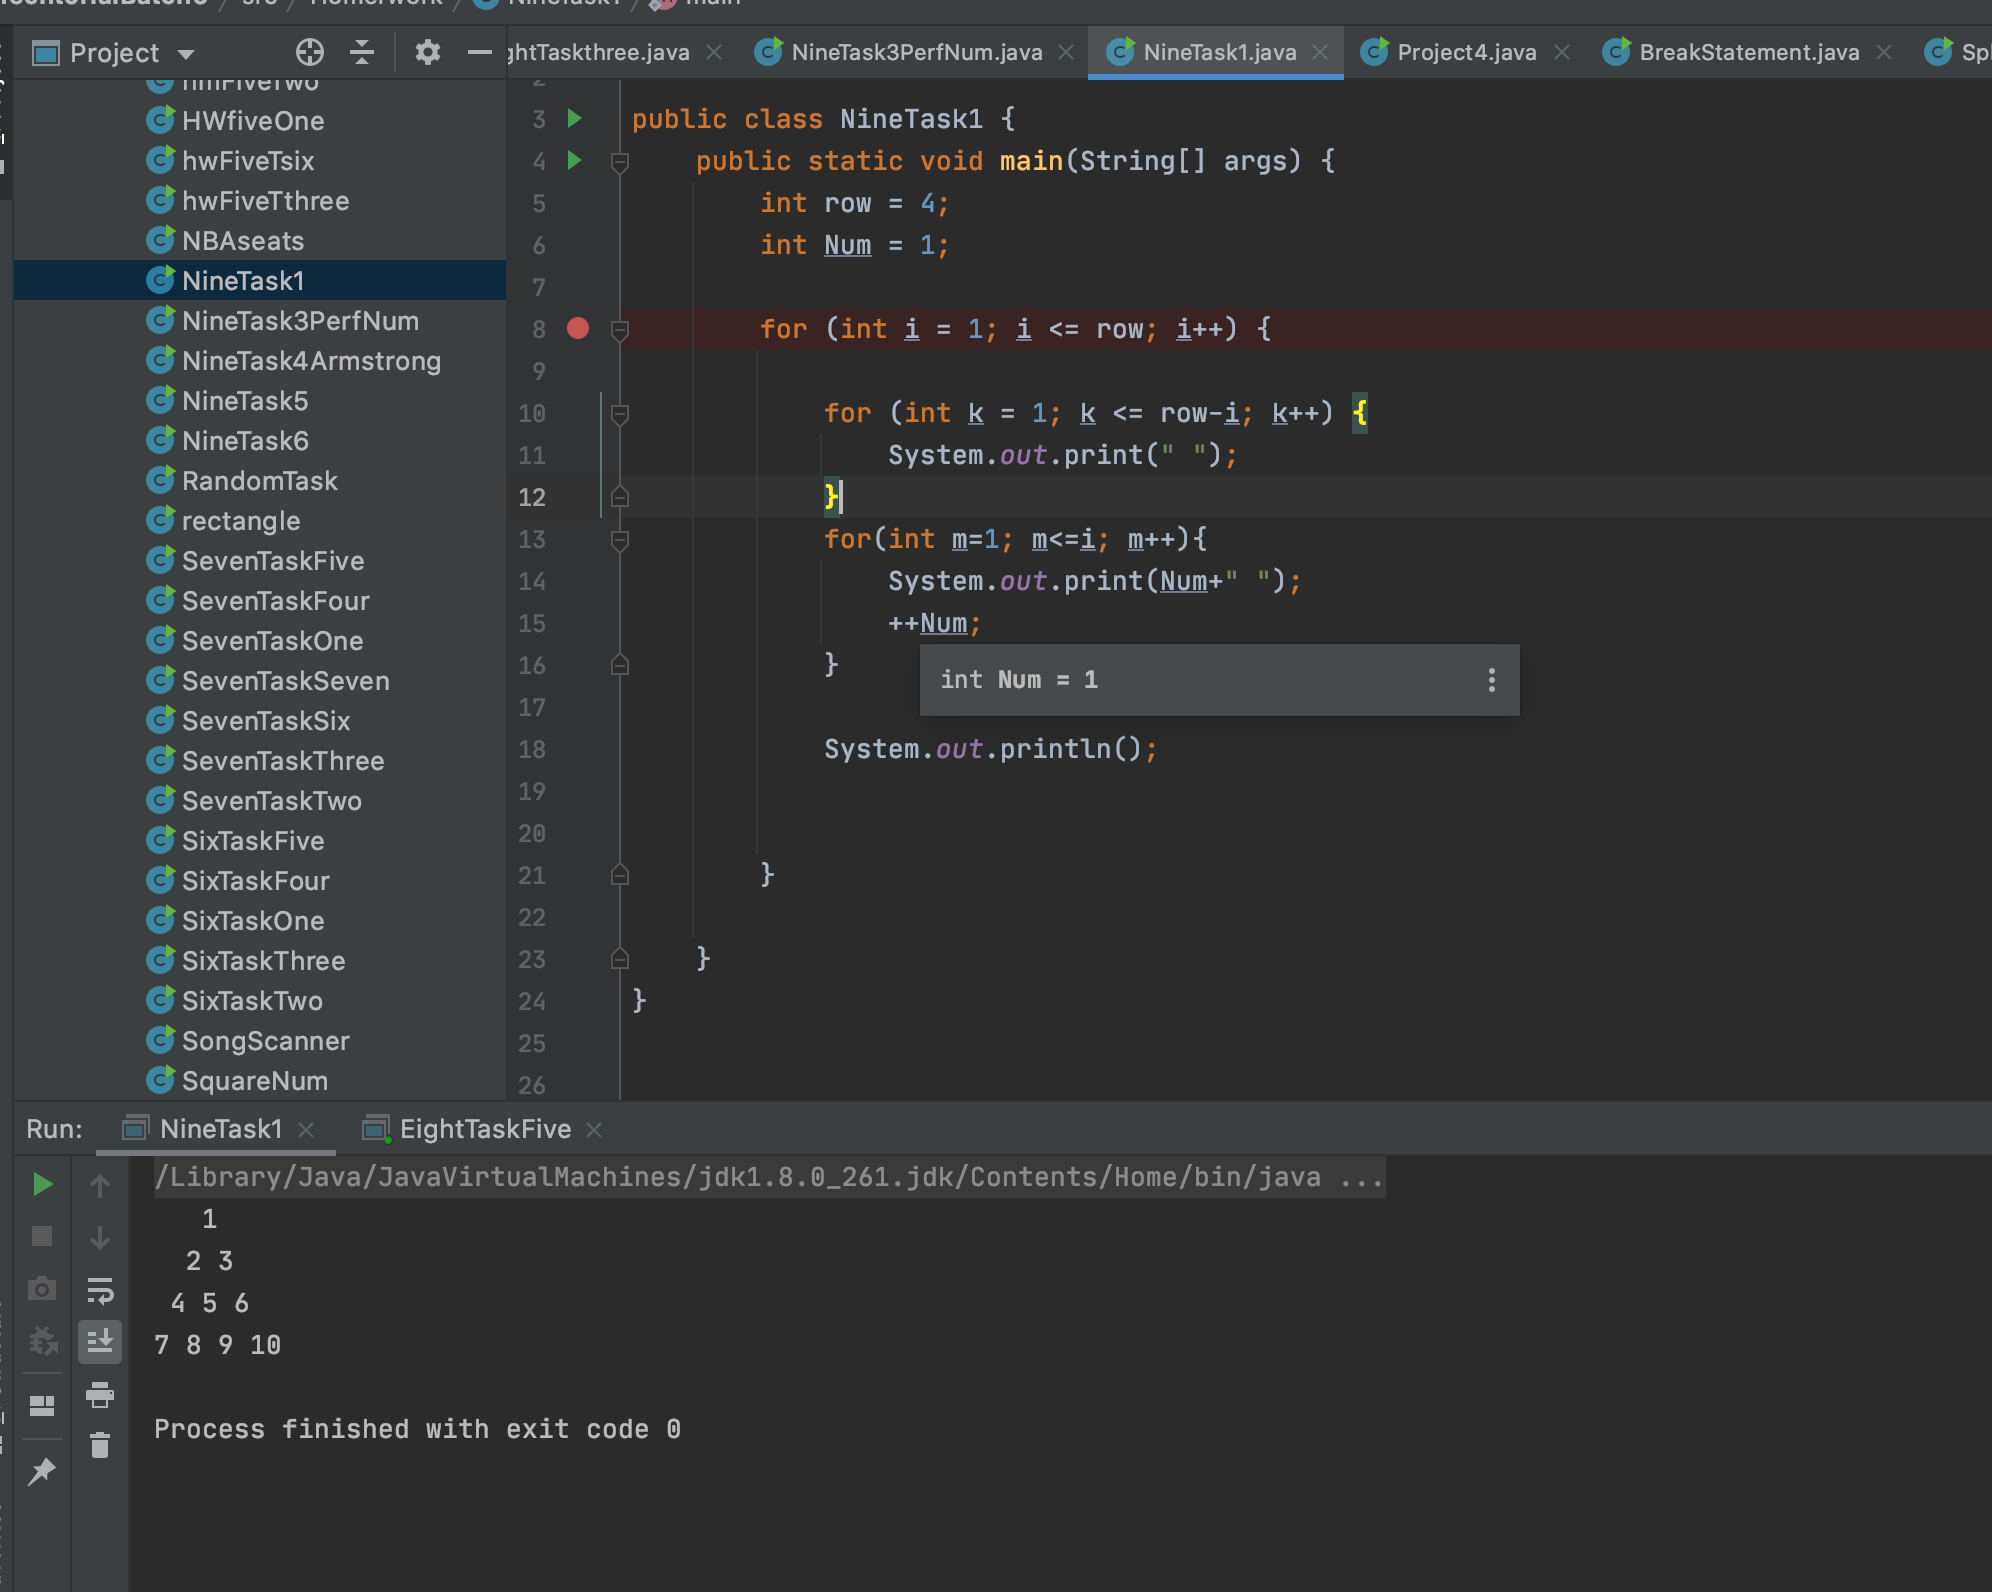 src / Homerwork / NineTask1 / main
Project
ghtTaskthree.java NineTask3PerfNum.java NineTask1.java Project4.java BreakStatement.java Spl
hmFiveTwo
HWfiveOne
hwFiveTsix
hwFiveTthree
NBAseats
NineTask1
NineTask3PerfNum
NineTask4Armstrong
NineTask5
NineTask6
RandomTask
rectangle
SevenTaskFive
SevenTaskFour
SevenTaskOne
SevenTaskSeven
SevenTaskSix
SevenTaskThree
SevenTaskTwo
SixTaskFive
SixTaskFour
SixTaskOne
SixTaskThree
SixTaskTwo
SongScanner
SquareNum
2
3 public class NineTask1 {
4 public static void main(String[] args) {
5 int row = 4;
6 int Num = 1;
7
8 for (int i = 1; i <= row; i++) {
9
10 for (int k = 1; k <= row-i; k++) {
11 System.out.print(" ");
12 }
13 for(int m=1; m<=i; m++){
14 System.out.print(Num+" ");
15 ++Num;
16 }
int Num = 1
17
18 System.out.println();
19
20
21 }
22
23 }
24 }
25
26
Run: NineTask1 EightTaskFive
/Library/Java/JavaVirtualMachines/jdk1.8.0_261.jdk/Contents/Home/bin/java ...
1
2 3
4 5 6
7 8 9 10
Process finished with exit code 0